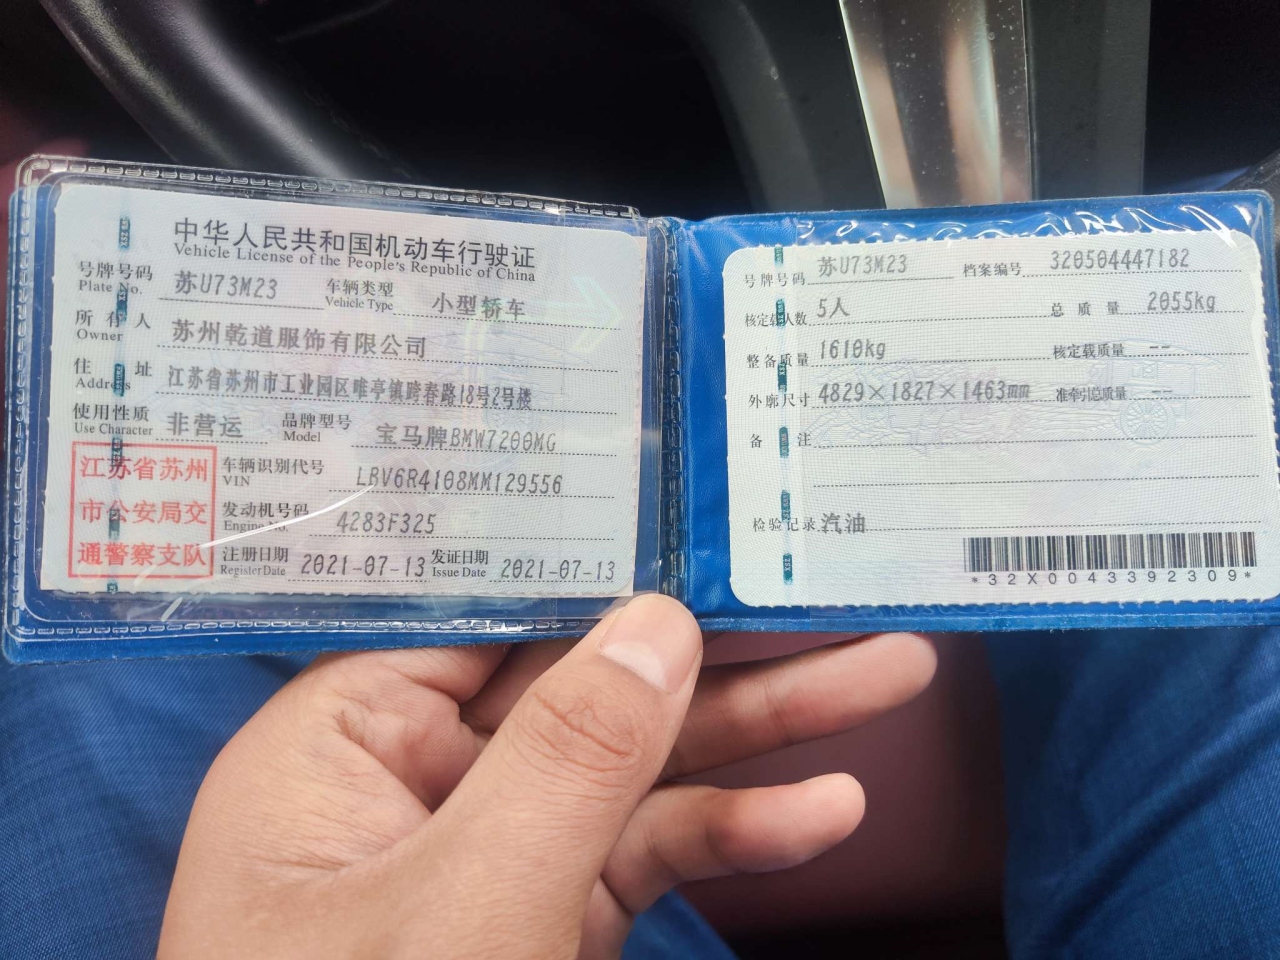 中华人民共和国机动车行驶证
Vehicle License of the People's Republic of China
号牌号码 苏U73M23 车辆类型 小型轿车
Plate No. Vehicle Type
所有人 苏州乾道服饰有限公司
Owner
住址 江苏省苏州市工业园区唯亭镇跨春路18号2号楼
Address
使用性质 非营运 品牌型号 宝马牌BMW7200MG
Use Character Model
江苏省苏州
市公安局交
通警察支队
车辆识别代号 LBV6R4108MM129556
VIN
发动机号码 4283F325
Engine No.
注册日期 2021-07-13 发证日期 2021-07-13
Register Date Issue Date
号牌号码 苏U73M23 档案编号 320504447182
核定载人数 5人 总质量 2055kg
整备质量 1610kg 核定载质量 --
外廓尺寸 4829×1827×1463mm 准牵引总质量 --
备注
检验记录 汽油
*32X0043392309*